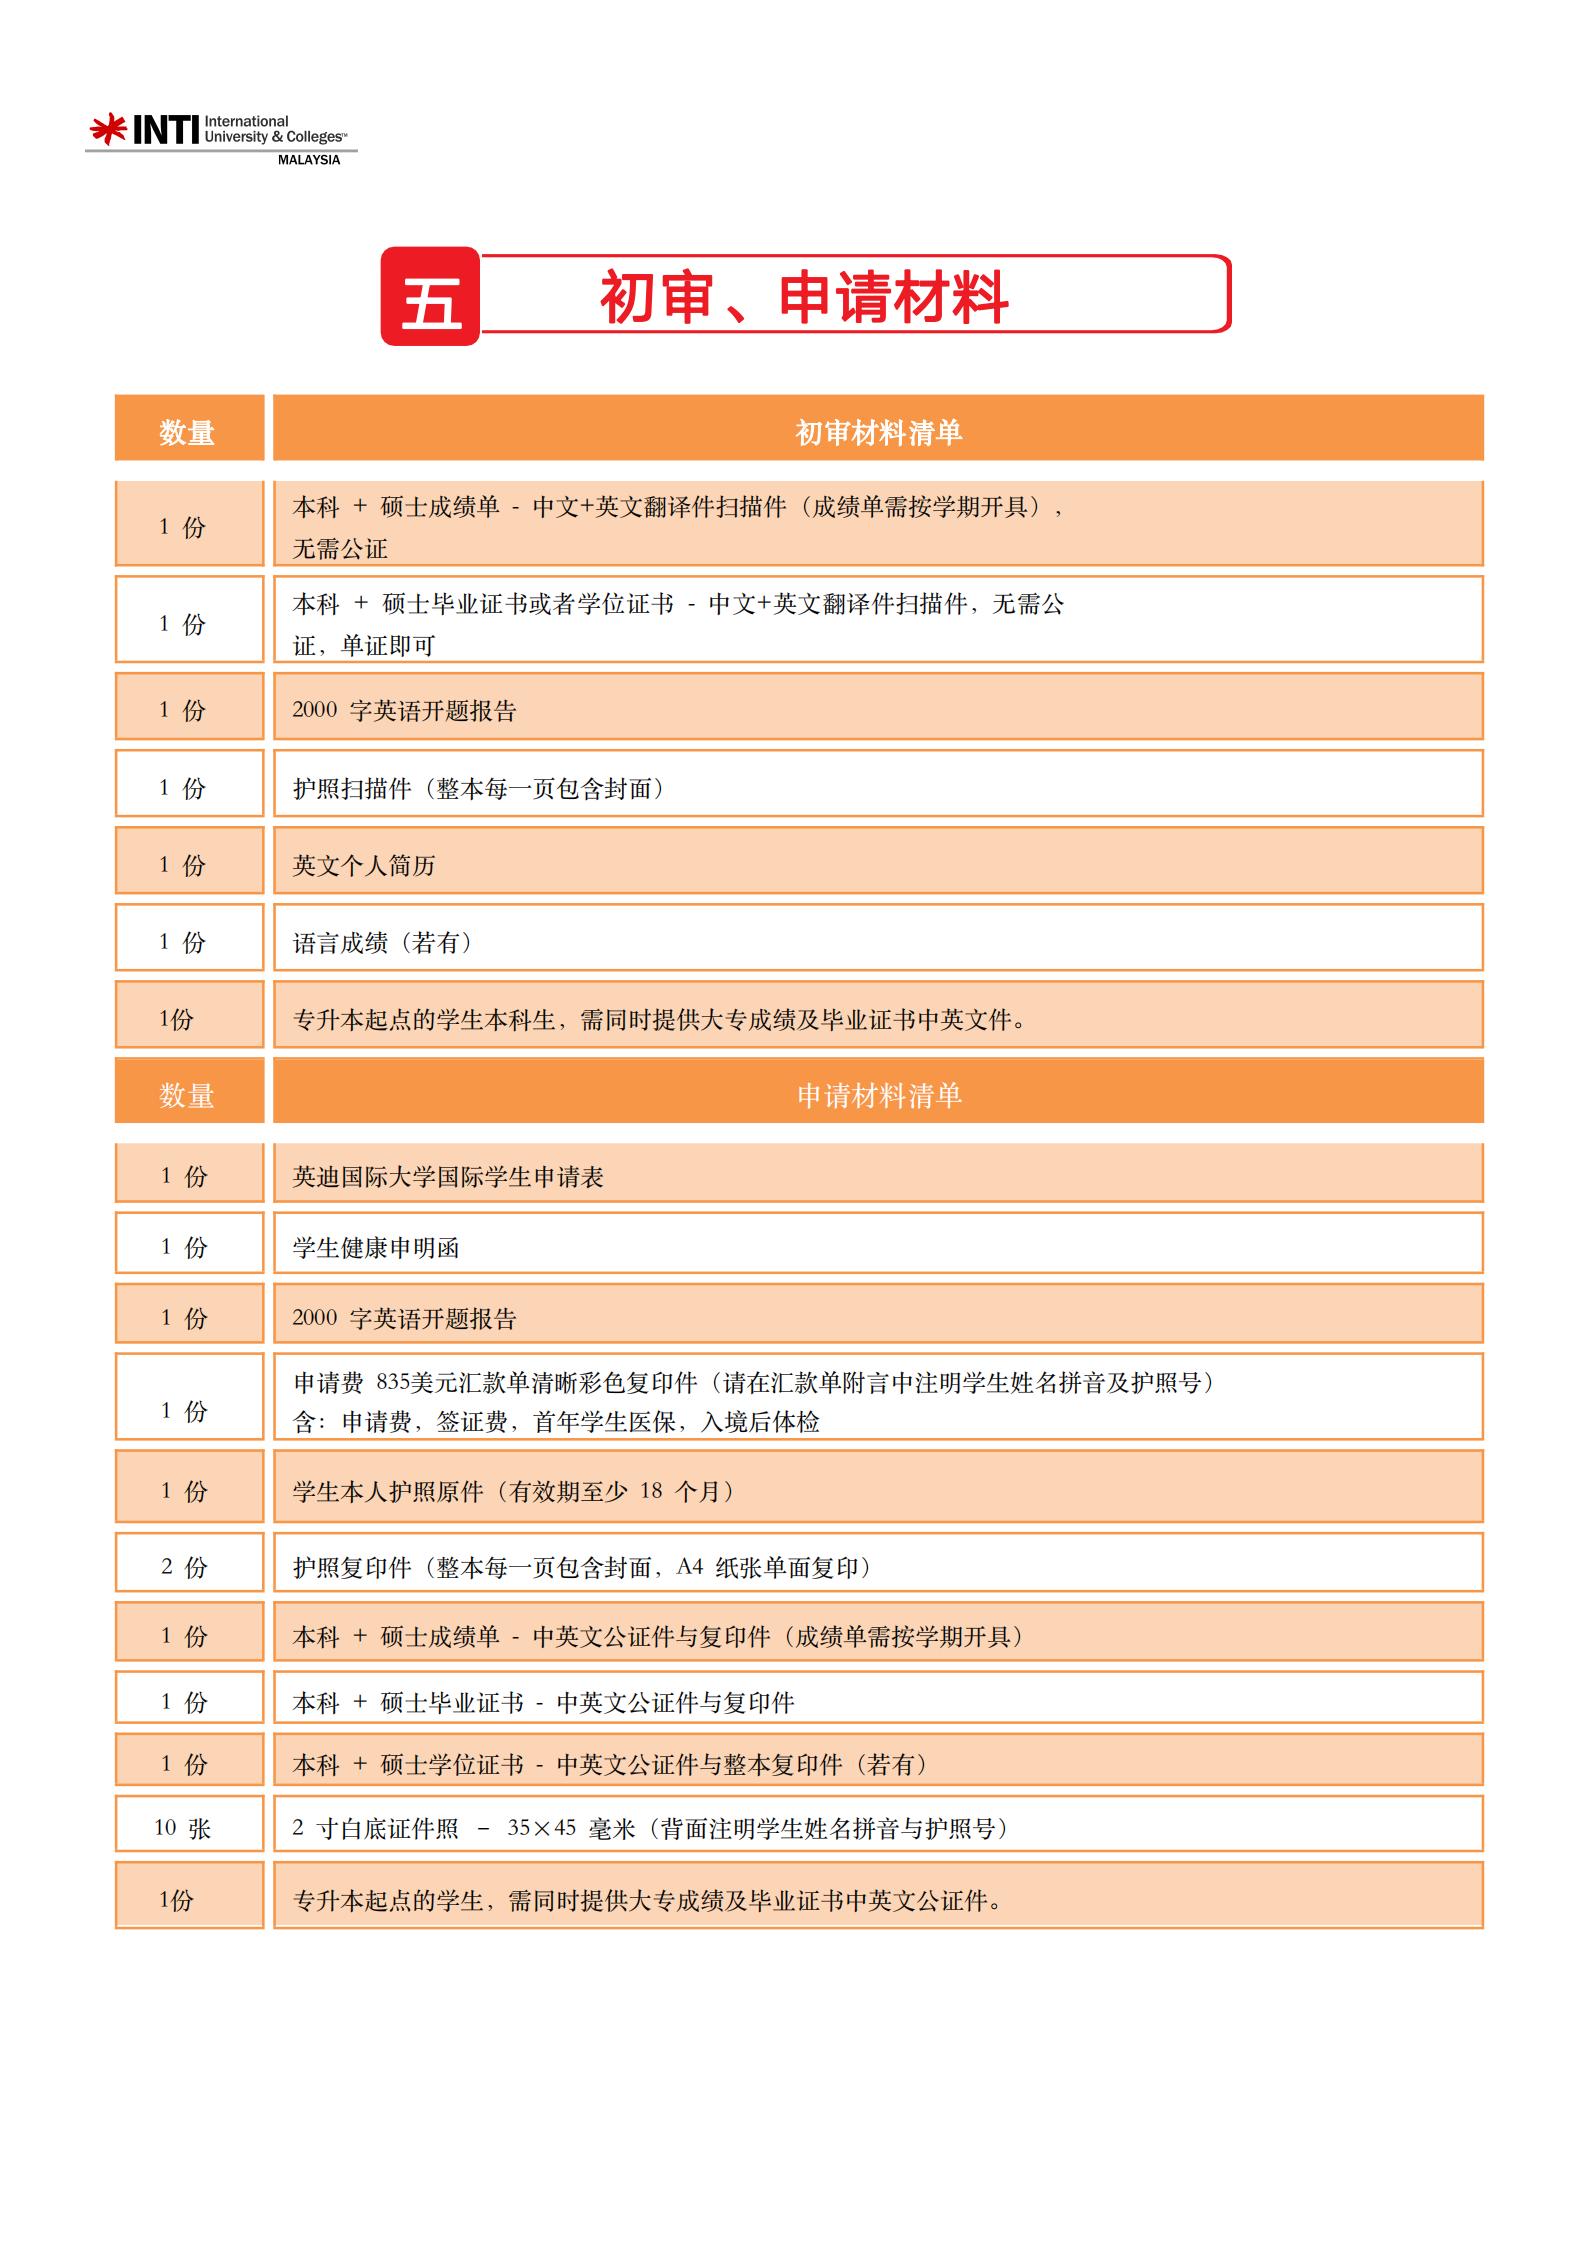 INTI International
University & Colleges™
MALAYSIA
五 初审、申请材料
数量 初审材料清单
1 份 本科 + 硕士成绩单 - 中文+英文翻译件扫描件（成绩单需按学期开具），
无需公证
1 份 本科 + 硕士毕业证书或者学位证书 - 中文+英文翻译件扫描件，无需公
证，单证即可
1 份 2000 字英语开题报告
1 份 护照扫描件（整本每一页包含封面）
1 份 英文个人简历
1 份 语言成绩（若有）
1份 专升本起点的学生本科生，需同时提供大专成绩及毕业证书中英文件。
数量 申请材料清单
1 份 英迪国际大学国际学生申请表
1 份 学生健康申明函
1 份 2000 字英语开题报告
1 份 申请费 835美元汇款单清晰彩色复印件（请在汇款单附言中注明学生姓名拼音及护照号）
含：申请费，签证费，首年学生医保，入境后体检
1 份 学生本人护照原件（有效期至少 18 个月）
2 份 护照复印件（整本每一页包含封面，A4 纸张单面复印）
1 份 本科 + 硕士成绩单 - 中英文公证件与复印件（成绩单需按学期开具）
1 份 本科 + 硕士毕业证书 - 中英文公证件与复印件
1 份 本科 + 硕士学位证书 - 中英文公证件与整本复印件（若有）
10 张 2 寸白底证件照 － 35×45 毫米（背面注明学生姓名拼音与护照号）
1份 专升本起点的学生，需同时提供大专成绩及毕业证书中英文公证件。